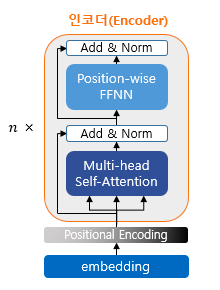 인코더(Encoder)
Add & Norm
Position-wise
FFNN
n ×
Add & Norm
Multi-head
Self-Attention
Positional Encoding
embedding